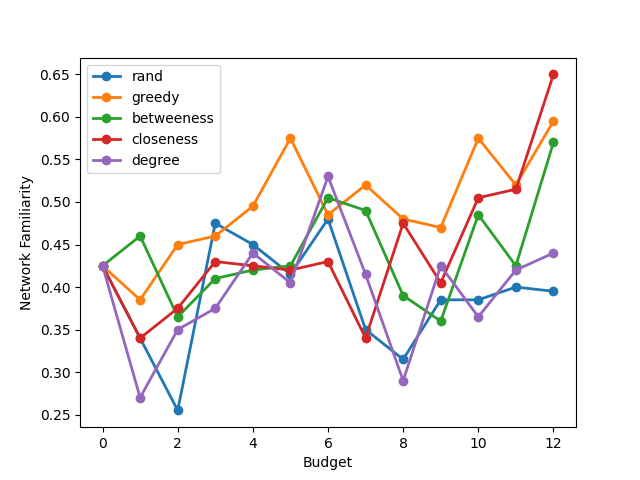 0.65
0.60
0.55
0.50
0.45
0.40
0.35
0.30
0.25
Network Familiarity
rand
greedy
betweeness
closeness
degree
0 2 4 6 8 10 12
Budget